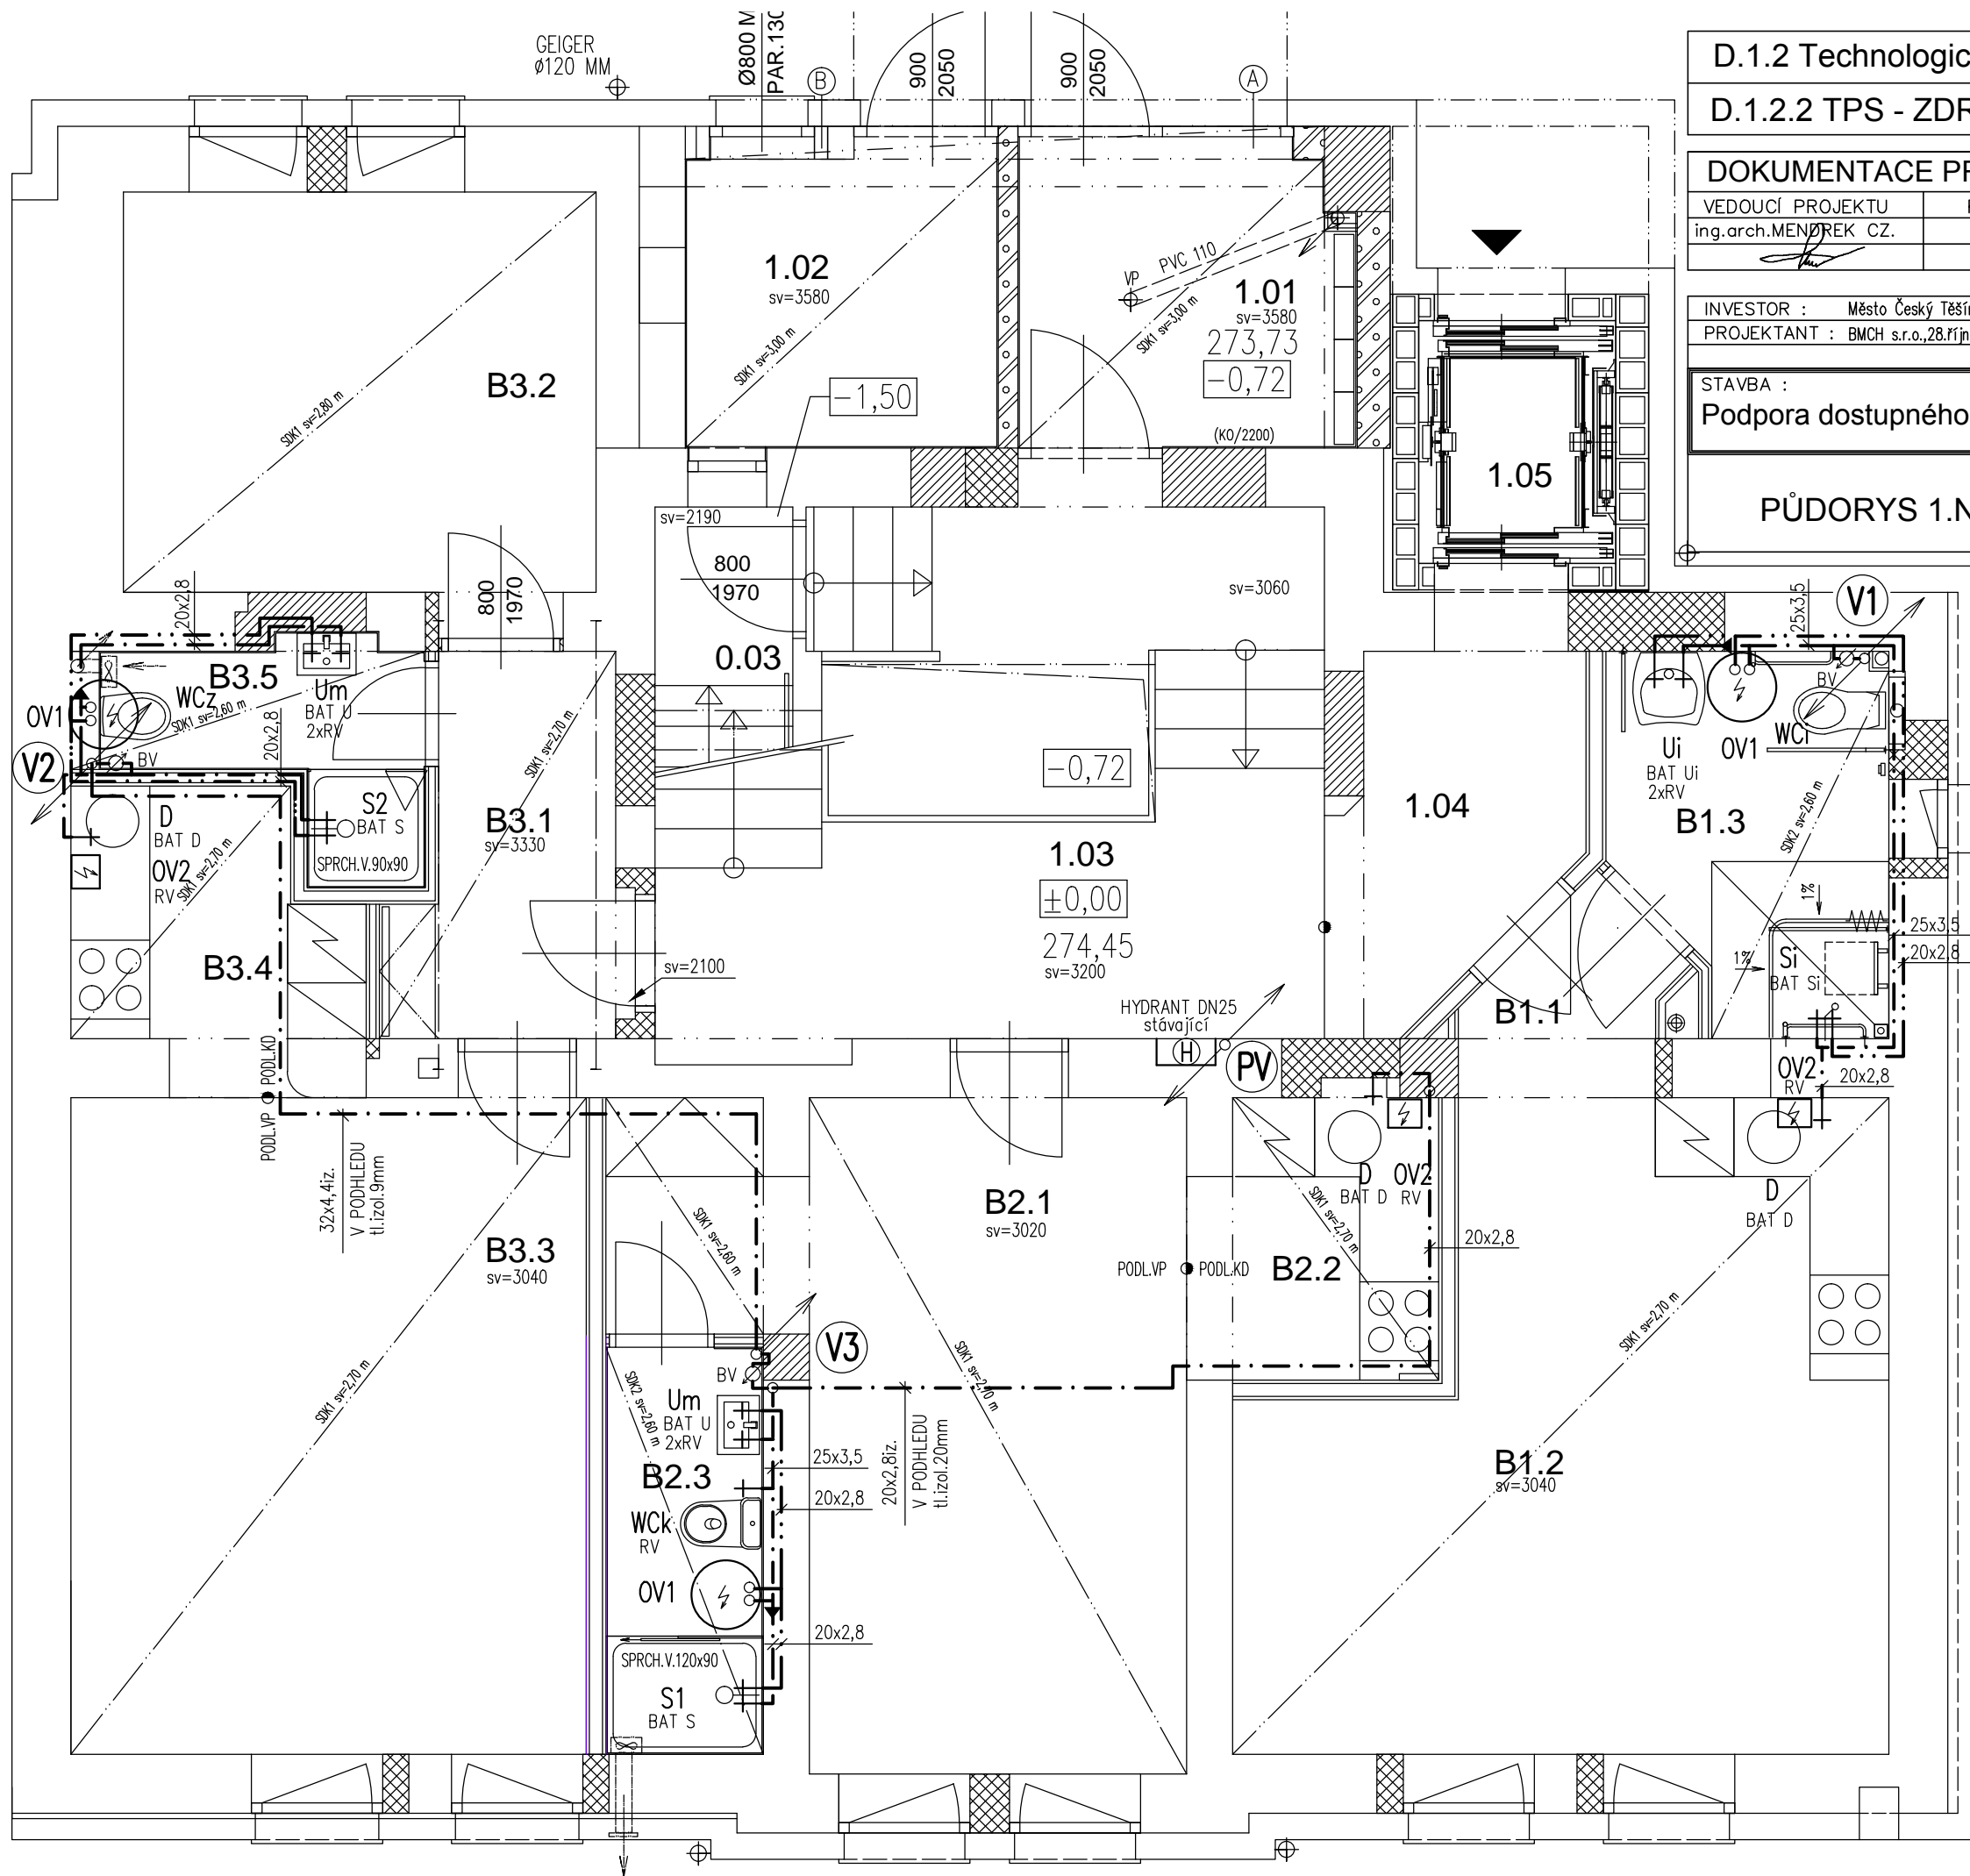 GEIGER
Ø120 MM
Ø800 M
PAR.130
B
900
2050
900
2050
A
D.1.2 Technologic
D.1.2.2 TPS - ZDR
DOKUMENTACE PR
VEDOUCÍ PROJEKTU
ing.arch.MENDREK CZ.
INVESTOR : Město Český Těší
PROJEKTANT : BMCH s.r.o.,28.říjn
STAVBA :
Podpora dostupného
PŮDORYS 1.N
1.02
sv=3580
SDK1 sv=3,00 m
VP
PVC 110
1.01
sv=3580
273,73
-0,72
SDK1 sv=3,00 m
(KO/2200)
-1,50
B3.2
SDK1 sv=2,80 m
1.05
sv=2190
800
1970
800
1970
sv=3060
0.03
20x2,8
V1
25x3,5
B3.5
WCz
SDK1 sv=2,60 m
Um
BAT U
2xRV
OV1
V2
BV
20x2,8
SDK1 sv=2,70 m
BV
WCi
Ui
BAT Ui
2xRV
OV1
-0,72
1.04
B1.3
SDK2 sv=2,60 m
D
BAT D
OV2
RV
SDK1 sv=2,70 m
S2
BAT S
SPRCH.V.90x90
B3.1
sv=3330
1.03
±0,00
274,45
sv=3200
B3.4
sv=2100
1%
25x3,5
20x2,8
1%
Si
BAT Si
HYDRANT DN25
stávající
B1.1
H
PV
OV2
RV
20x2,8
PODL.VP
PODL.KD
32x4,4iz.
V PODHLEDU
tl.izol.9mm
B3.3
sv=3040
SDK1 sv=2,70 m
SDK1 sv=2,60 m
B2.1
sv=3020
SDK1 sv=2,70 m
D
BAT D
OV2
RV
SDK1 sv=2,70 m
20x2,8
PODL.VP
PODL.KD
B2.2
D
BAT D
SDK1 sv=2,70 m
V3
BV
Um
BAT U
2xRV
SDK2 sv=2,60 m
B2.3
25x3,5
20x2,8
20x2,8iz.
V PODHLEDU
tl.izol.20mm
B1.2
sv=3040
WCk
RV
OV1
20x2,8
SPRCH.V.120x90
S1
BAT S